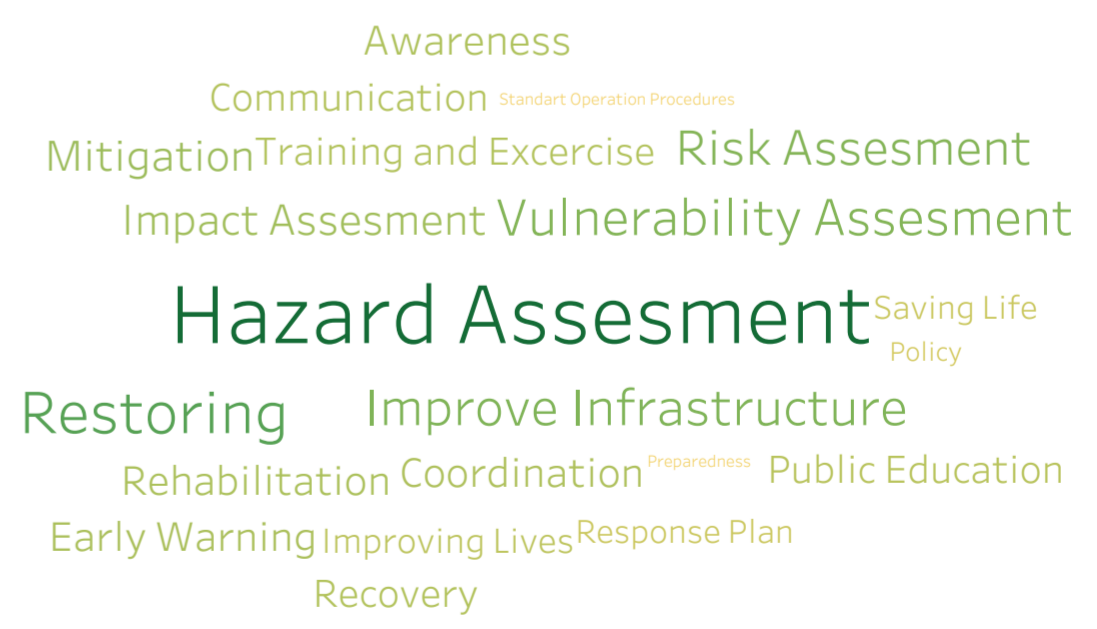 Awareness
Communication Standart Operation Procedures
Mitigation Training and Excercise Risk Assesment
Impact Assesment Vulnerability Assesment
Hazard Assesment Saving Life
Policy
Restoring Improve Infrastructure
Rehabilitation Coordination Preparedness Public Education
Early Warning Improving Lives Response Plan
Recovery